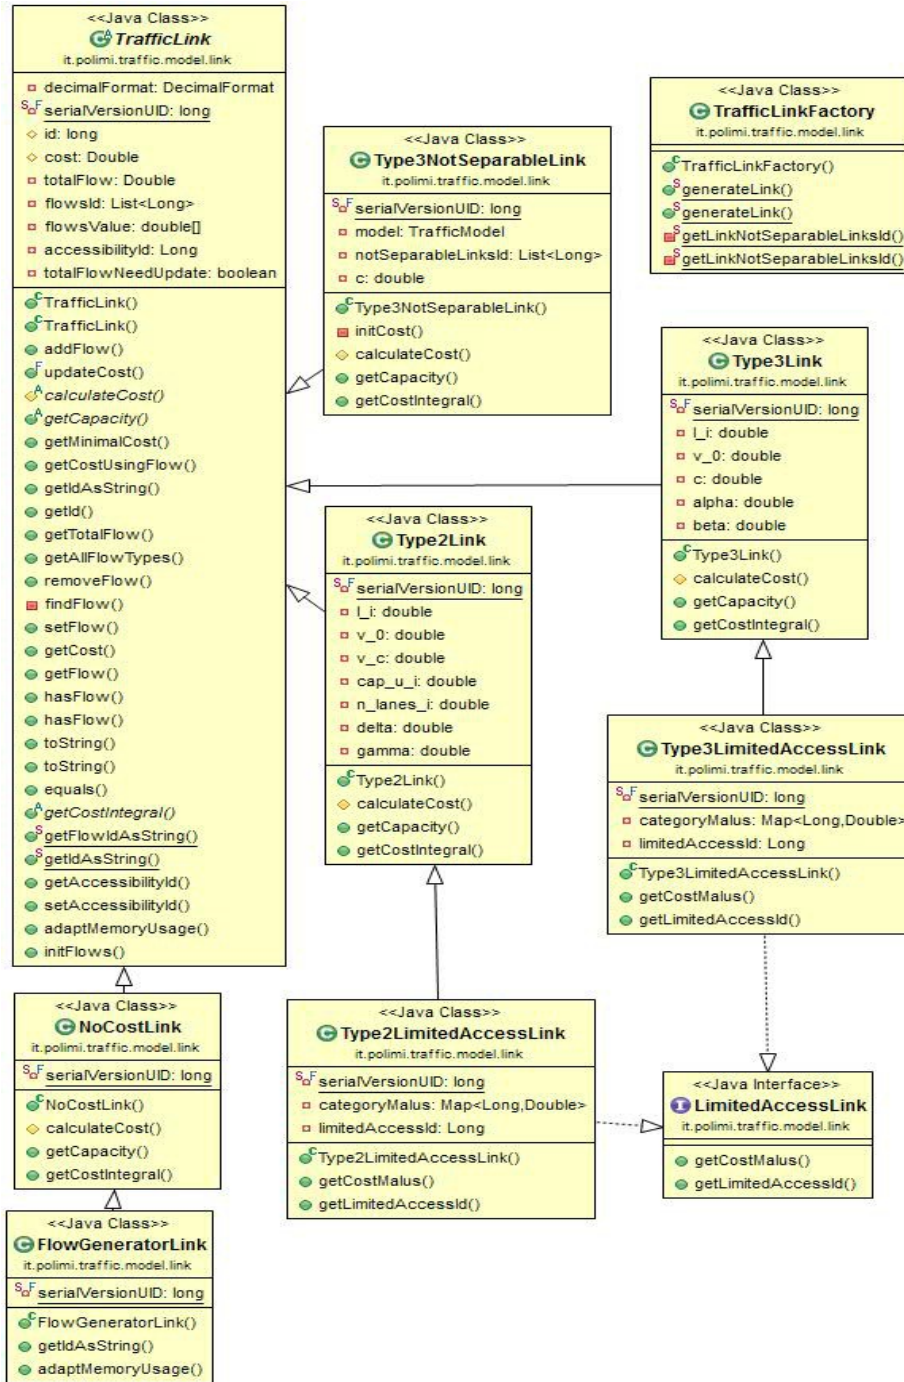 <<Java Class>>
TrafficLink
it.polimi.traffic.model.link
decimalFormat: DecimalFormat
serialVersionUID: long
id: long
cost: Double
totalFlow: Double
flowsId: List<Long>
flowsValue: double[]
accessibilityId: Long
totalFlowNeedUpdate: boolean
TrafficLink()
TrafficLink()
addFlow()
updateCost()
calculateCost()
getCapacity()
getMinimalCost()
getCostUsingFlow()
getIdAsString()
getId()
getTotalFlow()
getAllFlowTypes()
removeFlow()
findFlow()
setFlow()
getCost()
getFlow()
hasFlow()
hasFlow()
toString()
toString()
equals()
getCostIntegral()
getFlowIdAsString()
getIdAsString()
getAccessibilityId()
setAccessibilityId()
adaptMemoryUsage()
initFlows()
<<Java Class>>
Type3NotSeparableLink
it.polimi.traffic.model.link
serialVersionUID: long
model: TrafficModel
notSeparableLinksId: List<Long>
c: double
Type3NotSeparableLink()
initCost()
calculateCost()
getCapacity()
getCostIntegral()
<<Java Class>>
TrafficLinkFactory
it.polimi.traffic.model.link
TrafficLinkFactory()
generateLink()
generateLink()
getLinkNotSeparableLinksId()
getLinkNotSeparableLinksId()
<<Java Class>>
Type3Link
it.polimi.traffic.model.link
serialVersionUID: long
l_i: double
v_0: double
c: double
alpha: double
beta: double
Type3Link()
calculateCost()
getCapacity()
getCostIntegral()
<<Java Class>>
Type2Link
it.polimi.traffic.model.link
serialVersionUID: long
l_i: double
v_0: double
v_c: double
cap_u_i: double
n_lanes_i: double
delta: double
gamma: double
Type2Link()
calculateCost()
getCapacity()
getCostIntegral()
<<Java Class>>
Type3LimitedAccessLink
it.polimi.traffic.model.link
serialVersionUID: long
categoryMalus: Map<Long,Double>
limitedAccessId: Long
Type3LimitedAccessLink()
getCostMalus()
getLimitedAccessId()
<<Java Class>>
NoCostLink
it.polimi.traffic.model.link
serialVersionUID: long
NoCostLink()
calculateCost()
getCapacity()
getCostIntegral()
<<Java Class>>
Type2LimitedAccessLink
it.polimi.traffic.model.link
serialVersionUID: long
categoryMalus: Map<Long,Double>
limitedAccessId: Long
Type2LimitedAccessLink()
getCostMalus()
getLimitedAccessId()
<<Java Interface>>
LimitedAccessLink
it.polimi.traffic.model.link
getCostMalus()
getLimitedAccessId()
<<Java Class>>
FlowGeneratorLink
it.polimi.traffic.model.link
serialVersionUID: long
FlowGeneratorLink()
getIdAsString()
adaptMemoryUsage()